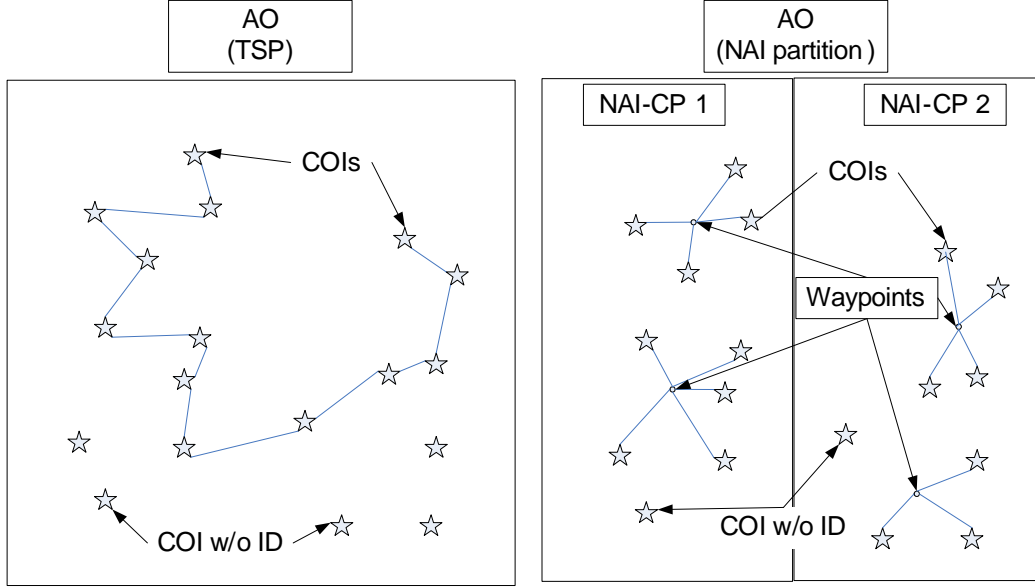 AO
(TSP)
COIs
COI w/o ID
AO
(NAI partition )
NAI-CP 1
NAI-CP 2
COIs
Waypoints
COI w/o ID